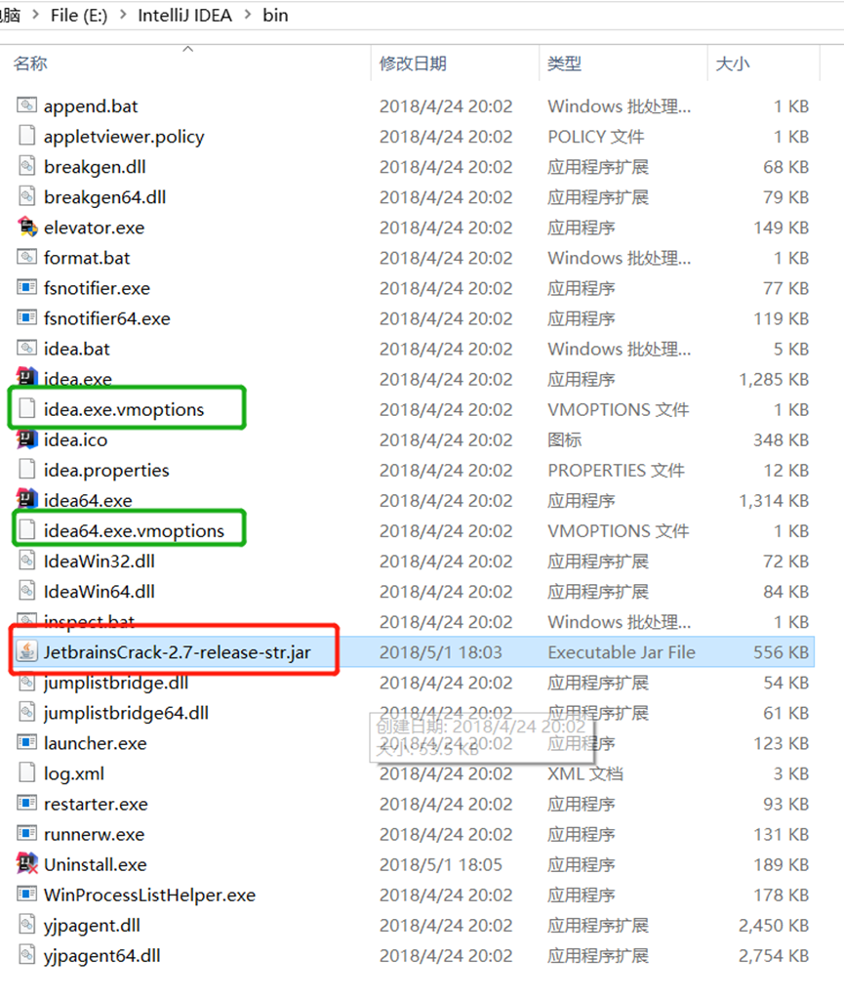 脑 > File (E:) > IntelliJ IDEA > bin
名称 修改日期 类型 大小
append.bat 2018/4/24 20:02 Windows 批处理... 1 KB
appletviewer.policy 2018/4/24 20:02 POLICY 文件 1 KB
breakgen.dll 2018/4/24 20:02 应用程序扩展 68 KB
breakgen64.dll 2018/4/24 20:02 应用程序扩展 79 KB
elevator.exe 2018/4/24 20:02 应用程序 149 KB
format.bat 2018/4/24 20:02 Windows 批处理... 1 KB
fsnotifier.exe 2018/4/24 20:02 应用程序 77 KB
fsnotifier64.exe 2018/4/24 20:02 应用程序 119 KB
idea.bat 2018/4/24 20:02 Windows 批处理... 5 KB
idea.exe 2018/4/24 20:02 应用程序 1,285 KB
idea.exe.vmoptions 2018/4/24 20:02 VMOPTIONS 文件 1 KB
idea.ico 2018/4/24 20:02 图标 348 KB
idea.properties 2018/4/24 20:02 PROPERTIES 文件 12 KB
idea64.exe 2018/4/24 20:02 应用程序 1,314 KB
idea64.exe.vmoptions 2018/4/24 20:02 VMOPTIONS 文件 1 KB
IdeaWin32.dll 2018/4/24 20:02 应用程序扩展 72 KB
IdeaWin64.dll 2018/4/24 20:02 应用程序扩展 84 KB
inspect.bat 2018/4/24 20:02 Windows 批处理... 1 KB
JetbrainsCrack-2.7-release-str.jar 2018/5/1 18:03 Executable Jar File 556 KB
jumplistbridge.dll 2018/4/24 20:02 应用程序扩展 54 KB
jumplistbridge64.dll 2018/4/24 20:02 应用程序扩展 61 KB
创建日期: 2018/4/24 20:02
launcher.exe 2018/4/24 20:02 应用程序 123 KB
大小: 53.5 KB
log.xml 2018/4/24 20:02 XML 文档 3 KB
restarter.exe 2018/4/24 20:02 应用程序 93 KB
runnerw.exe 2018/4/24 20:02 应用程序 131 KB
Uninstall.exe 2018/5/1 18:05 应用程序 189 KB
WinProcessListHelper.exe 2018/4/24 20:02 应用程序 178 KB
yjpagent.dll 2018/4/24 20:02 应用程序扩展 2,450 KB
yjpagent64.dll 2018/4/24 20:02 应用程序扩展 2,754 KB